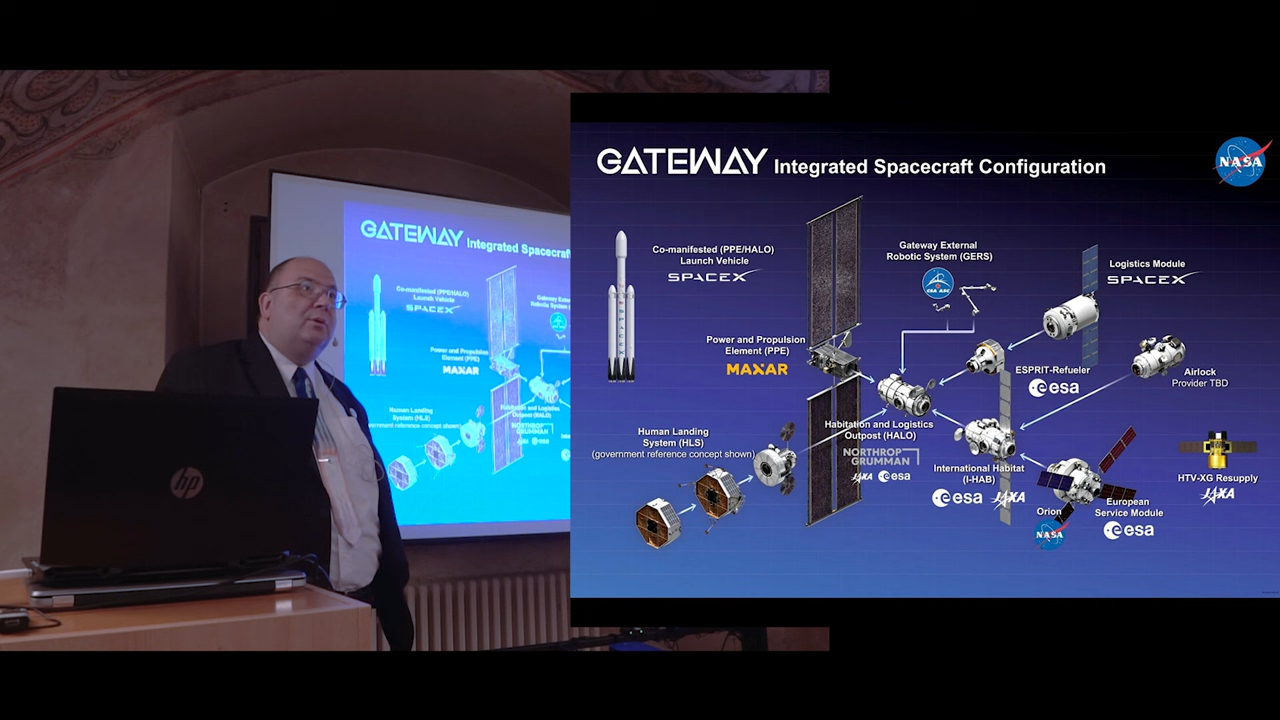 GATEWAY Integrated Spacecraft Configuration
NASA
Co-manifested (PPE/HALO)
Launch Vehicle
SPACEX
SPACEX
Gateway External
Robotic System (GERS)
CSA ASC
Logistics Module
SPACEX
Power and Propulsion
Element (PPE)
MAXAR
ESPRIT-Refueler
esa
Airlock
Provider TBD
Human Landing
System (HLS)
(government reference concept shown)
Habitation and Logistics
Outpost (HALO)
NORTHROP
GRUMMAN
JAXA esa
International Habitat
(I-HAB)
esa JAXA
Orion
NASA
European
Service Module
esa
HTV-XG Resupply
JAXA
GATEWAY Integrated Spacecraft
Co-manifested (PPE/HALO)
Launch Vehicle
SPACEX
Gateway Ext
Robotic System
Power and Propulsion
Element (PPE)
MAXAR
Human Landing
System (HLS)
government reference concept shown)
Habitation and Logistics
Outpost (HALO)
NORTHROP
GRUMMAN
esa
hp